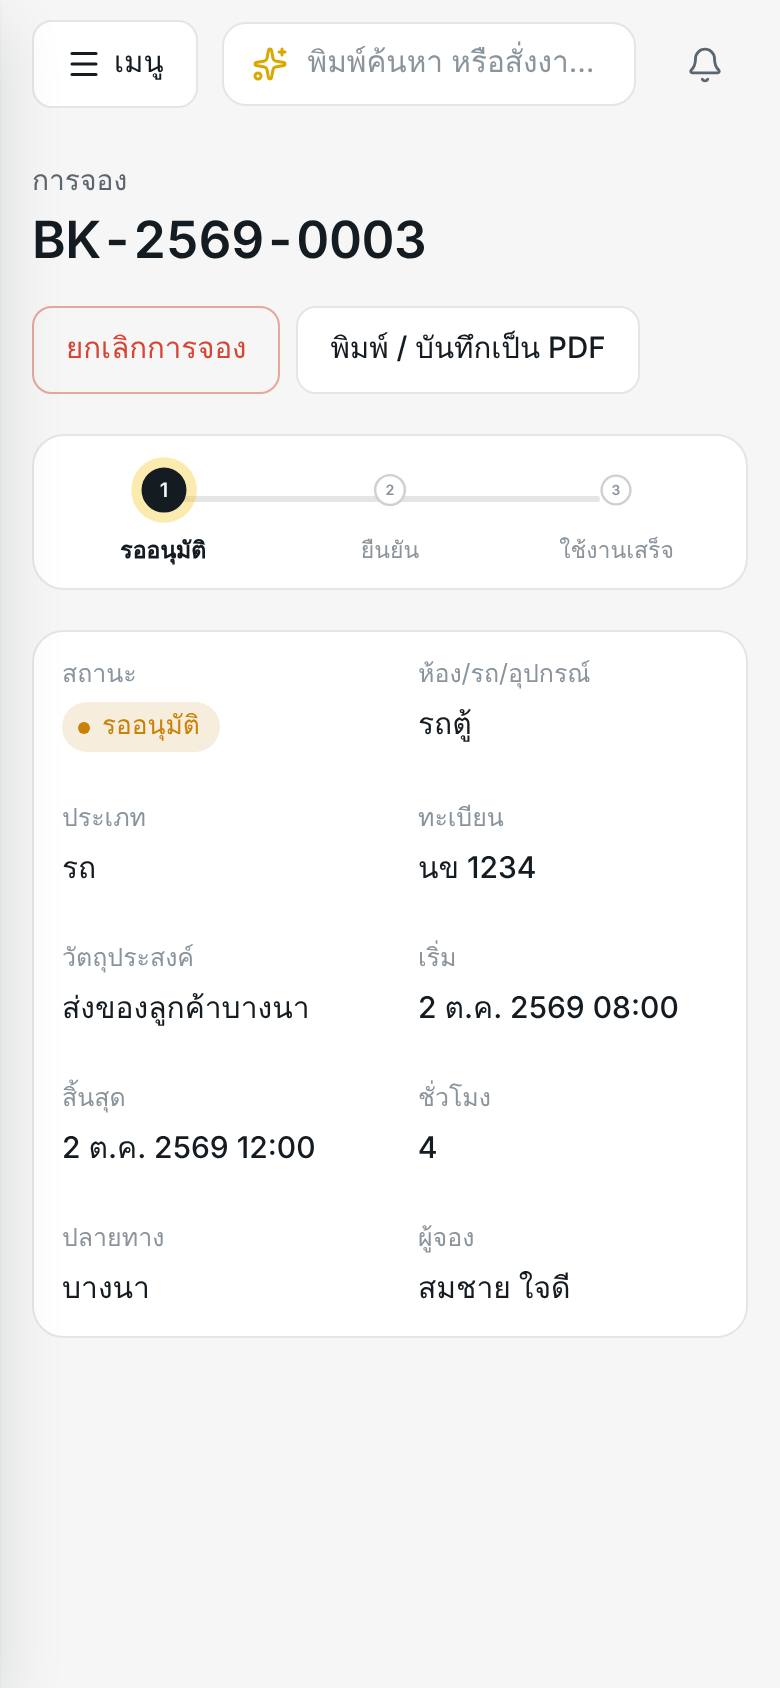 เมนู
พิมพ์ค้นหา หรือสั่งงา...
การจอง
BK-2569-0003
ยกเลิกการจอง
พิมพ์ / บันทึกเป็น PDF
1
2
3
รออนุมัติ
ยืนยัน
ใช้งานเสร็จ
สถานะ
รออนุมัติ
ห้อง/รถ/อุปกรณ์
รถตู้
ประเภท
รถ
ทะเบียน
นข 1234
วัตถุประสงค์
ส่งของลูกค้าบางนา
เริ่ม
2 ต.ค. 2569 08:00
สิ้นสุด
2 ต.ค. 2569 12:00
ชั่วโมง
4
ปลายทาง
บางนา
ผู้จอง
สมชาย ใจดี